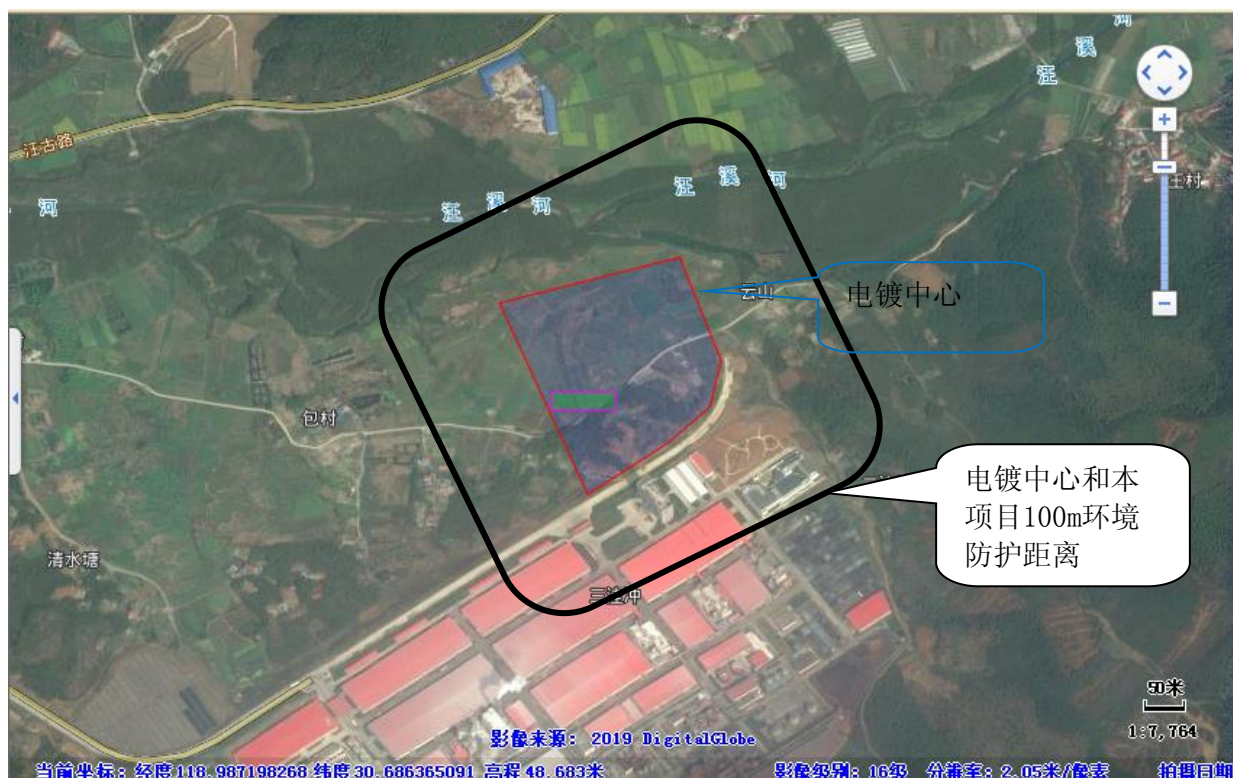 汪古路
河
汪 溪 河
汪 溪 河
汪 溪 河
王村
云山
电镀中心
包村
清水塘
电镀中心和本
项目100m环境
防护距离
50米
1:7,764
影像来源: 2019 DigitalGlobe
当前坐标: 经度118.987198268 纬度30.686365091 高程48.683米
影像级别: 16级 分辨率: 2.05米/像素
拍摄日期